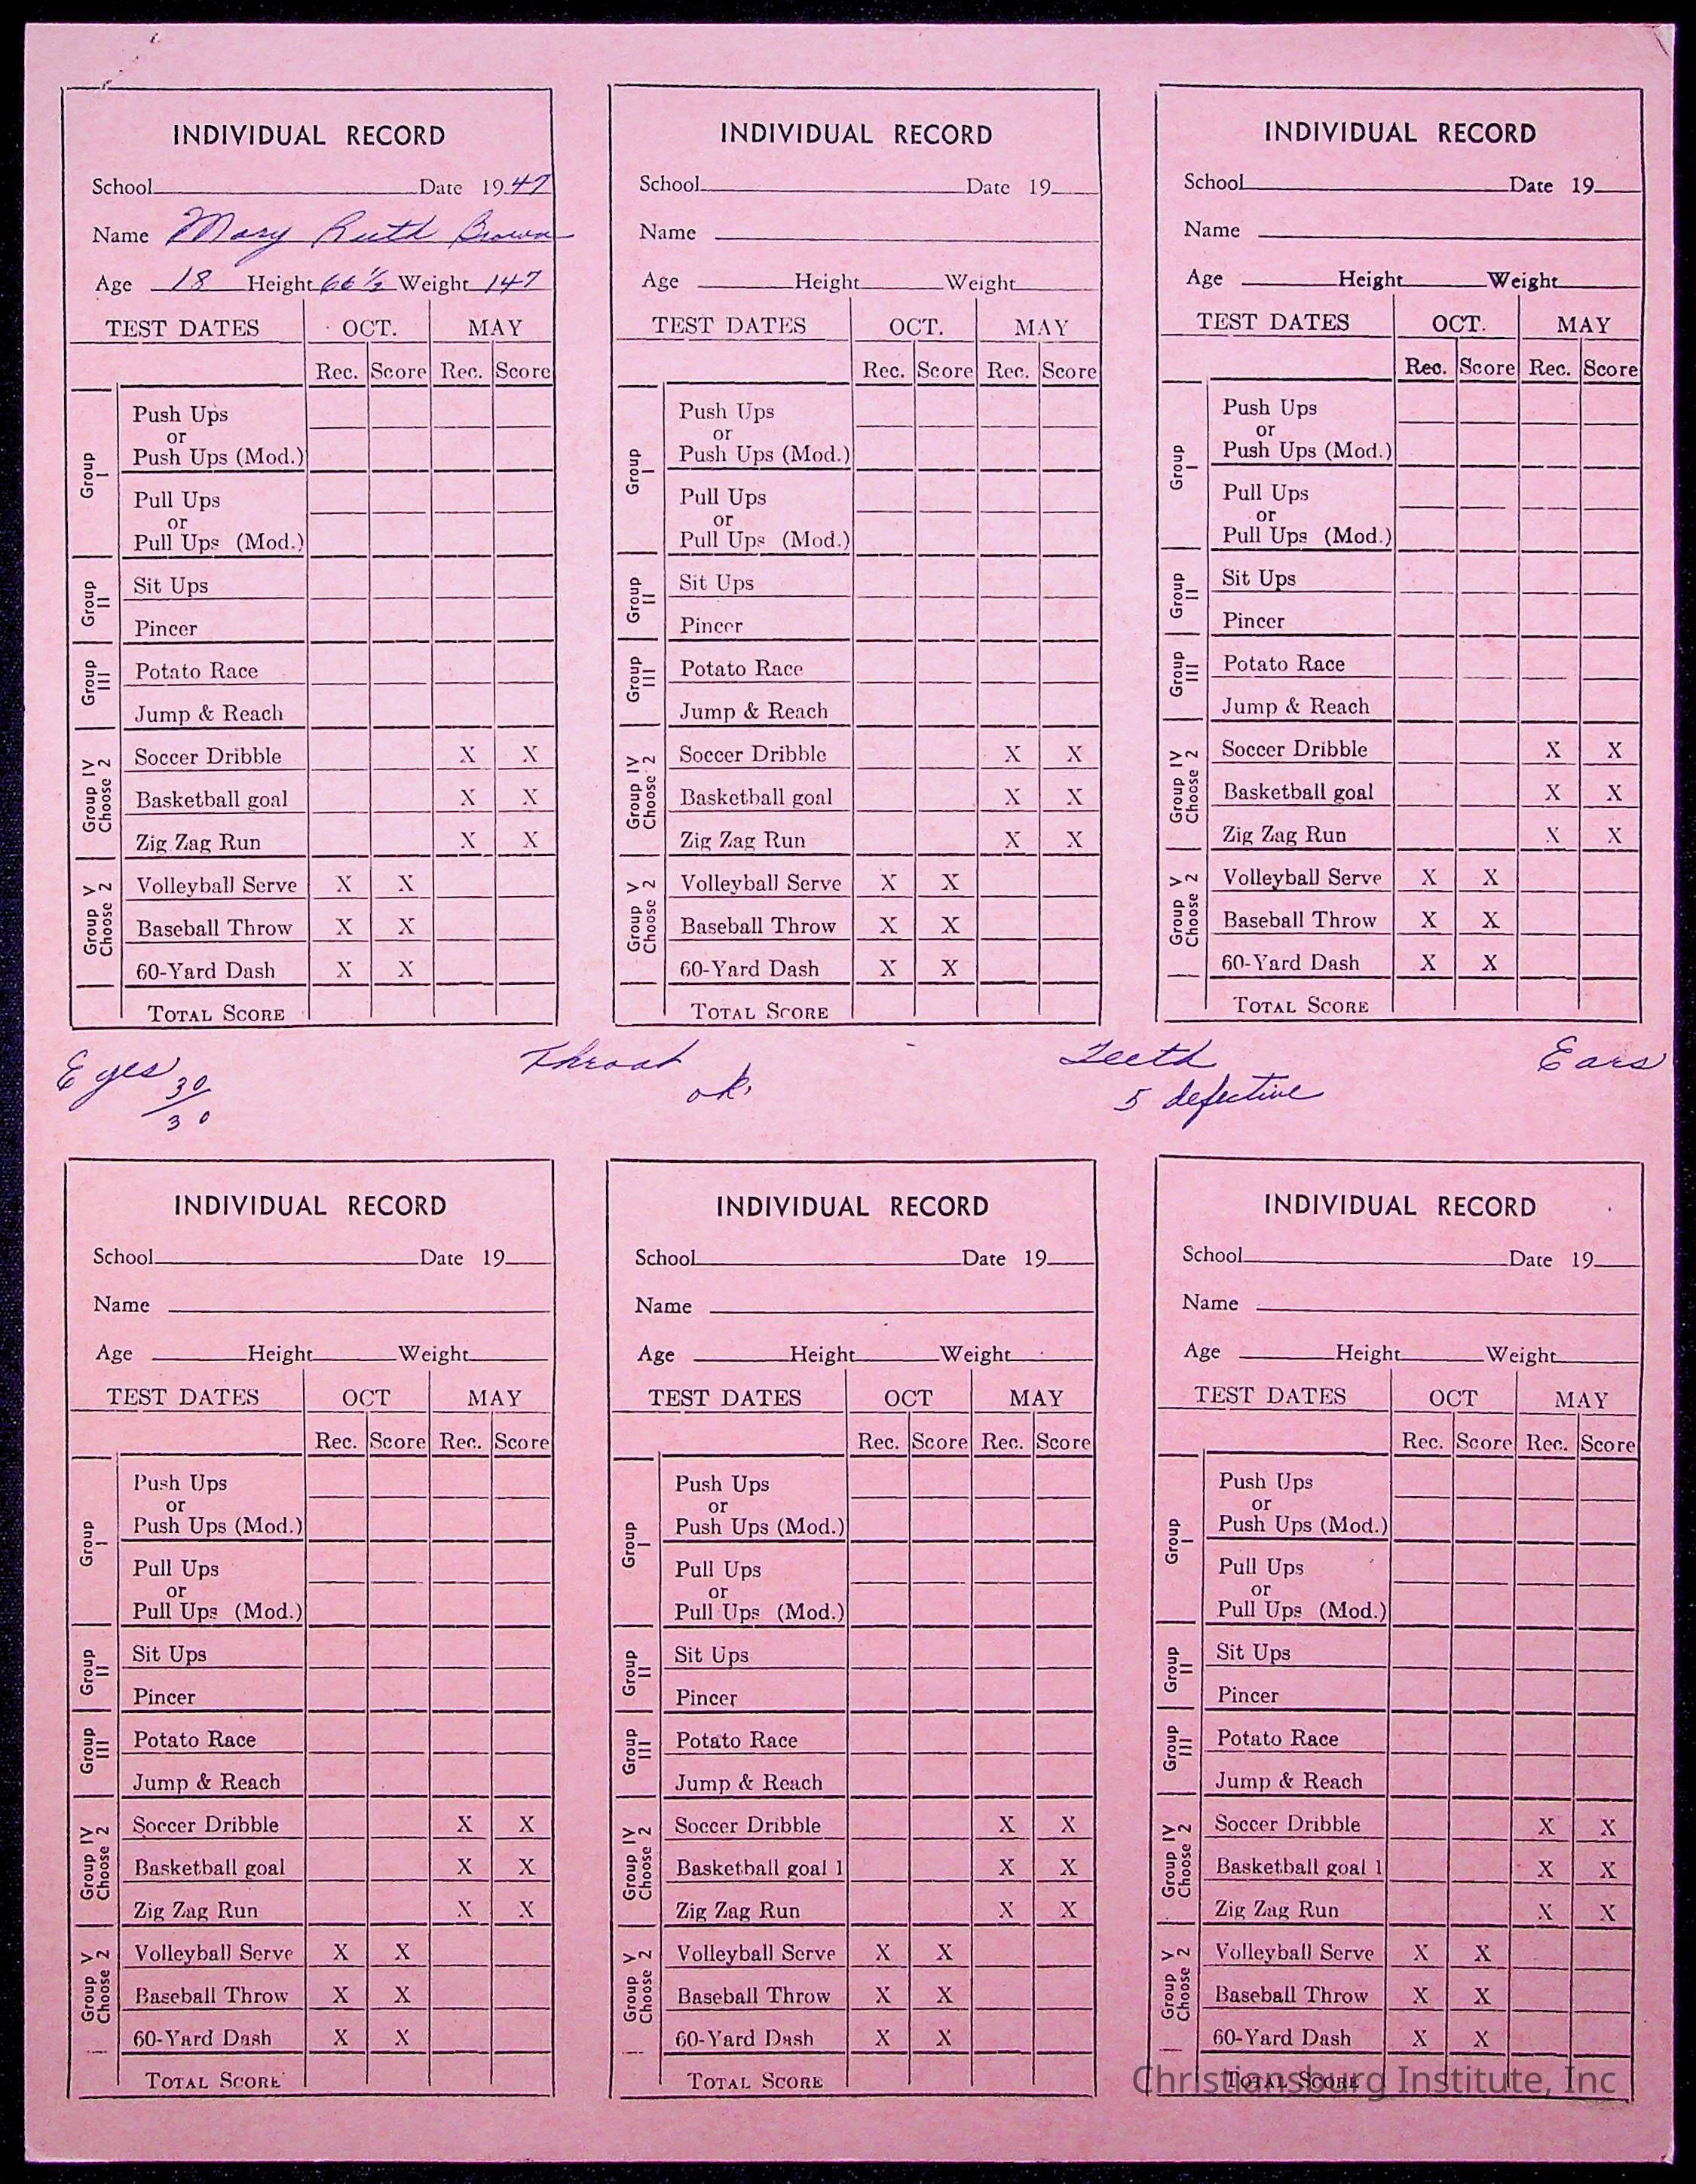 INDIVIDUAL RECORD
School Date 19 47
Name Mary Ruth Brown
Age 18 Height 66 ½ Weight 147
TEST DATES OCT. MAY
Rec. Score Rec. Score
Group I
Push Ups
or
Push Ups (Mod.)
Pull Ups
or
Pull Ups (Mod.)
Group II
Sit Ups
Pincer
Group III
Potato Race
Jump & Reach
Group IV Choose 2
Soccer Dribble X X
Basketball goal X X
Zig Zag Run X X
Group V Choose 2
Volleyball Serve X X
Baseball Throw X X
60-Yard Dash X X
TOTAL SCORE
INDIVIDUAL RECORD
School Date 19
Name
Age Height Weight
TEST DATES OCT. MAY
Rec. Score Rec. Score
Group I
Push Ups
or
Push Ups (Mod.)
Pull Ups
or
Pull Ups (Mod.)
Group II
Sit Ups
Pincer
Group III
Potato Race
Jump & Reach
Group IV Choose 2
Soccer Dribble X X
Basketball goal X X
Zig Zag Run X X
Group V Choose 2
Volleyball Serve X X
Baseball Throw X X
60-Yard Dash X X
TOTAL SCORE
INDIVIDUAL RECORD
School Date 19
Name
Age Height Weight
TEST DATES OCT. MAY
Rec. Score Rec. Score
Group I
Push Ups
or
Push Ups (Mod.)
Pull Ups
or
Pull Ups (Mod.)
Group II
Sit Ups
Pincer
Group III
Potato Race
Jump & Reach
Group IV Choose 2
Soccer Dribble X X
Basketball goal X X
Zig Zag Run X X
Group V Choose 2
Volleyball Serve X X
Baseball Throw X X
60-Yard Dash X X
TOTAL SCORE
Eyes Throat Teeth Ears
30/30 ok. 5 defective
INDIVIDUAL RECORD
School Date 19
Name
Age Height Weight
TEST DATES OCT MAY
Rec. Score Rec. Score
Group I
Push Ups
or
Push Ups (Mod.)
Pull Ups
or
Pull Ups (Mod.)
Group II
Sit Ups
Pincer
Group III
Potato Race
Jump & Reach
Group IV Choose 2
Soccer Dribble X X
Basketball goal X X
Zig Zag Run X X
Group V Choose 2
Volleyball Serve X X
Baseball Throw X X
60-Yard Dash X X
TOTAL SCORE
INDIVIDUAL RECORD
School Date 19
Name
Age Height Weight
TEST DATES OCT MAY
Rec. Score Rec. Score
Group I
Push Ups
or
Push Ups (Mod.)
Pull Ups
or
Pull Ups (Mod.)
Group II
Sit Ups
Pincer
Group III
Potato Race
Jump & Reach
Group IV Choose 2
Soccer Dribble X X
Basketball goal 1 X X
Zig Zag Run X X
Group V Choose 2
Volleyball Serve X X
Baseball Throw X X
60-Yard Dash X X
TOTAL SCORE
INDIVIDUAL RECORD
School Date 19
Name
Age Height Weight
TEST DATES OCT MAY
Rec. Score Rec. Score
Group I
Push Ups
or
Push Ups (Mod.)
Pull Ups
or
Pull Ups (Mod.)
Group II
Sit Ups
Pincer
Group III
Potato Race
Jump & Reach
Group IV Choose 2
Soccer Dribble X X
Basketball goal 1 X X
Zig Zag Run X X
Group V Choose 2
Volleyball Serve X X
Baseball Throw X X
60-Yard Dash X X
TOTAL SCORE
Christiansburg Institute, Inc